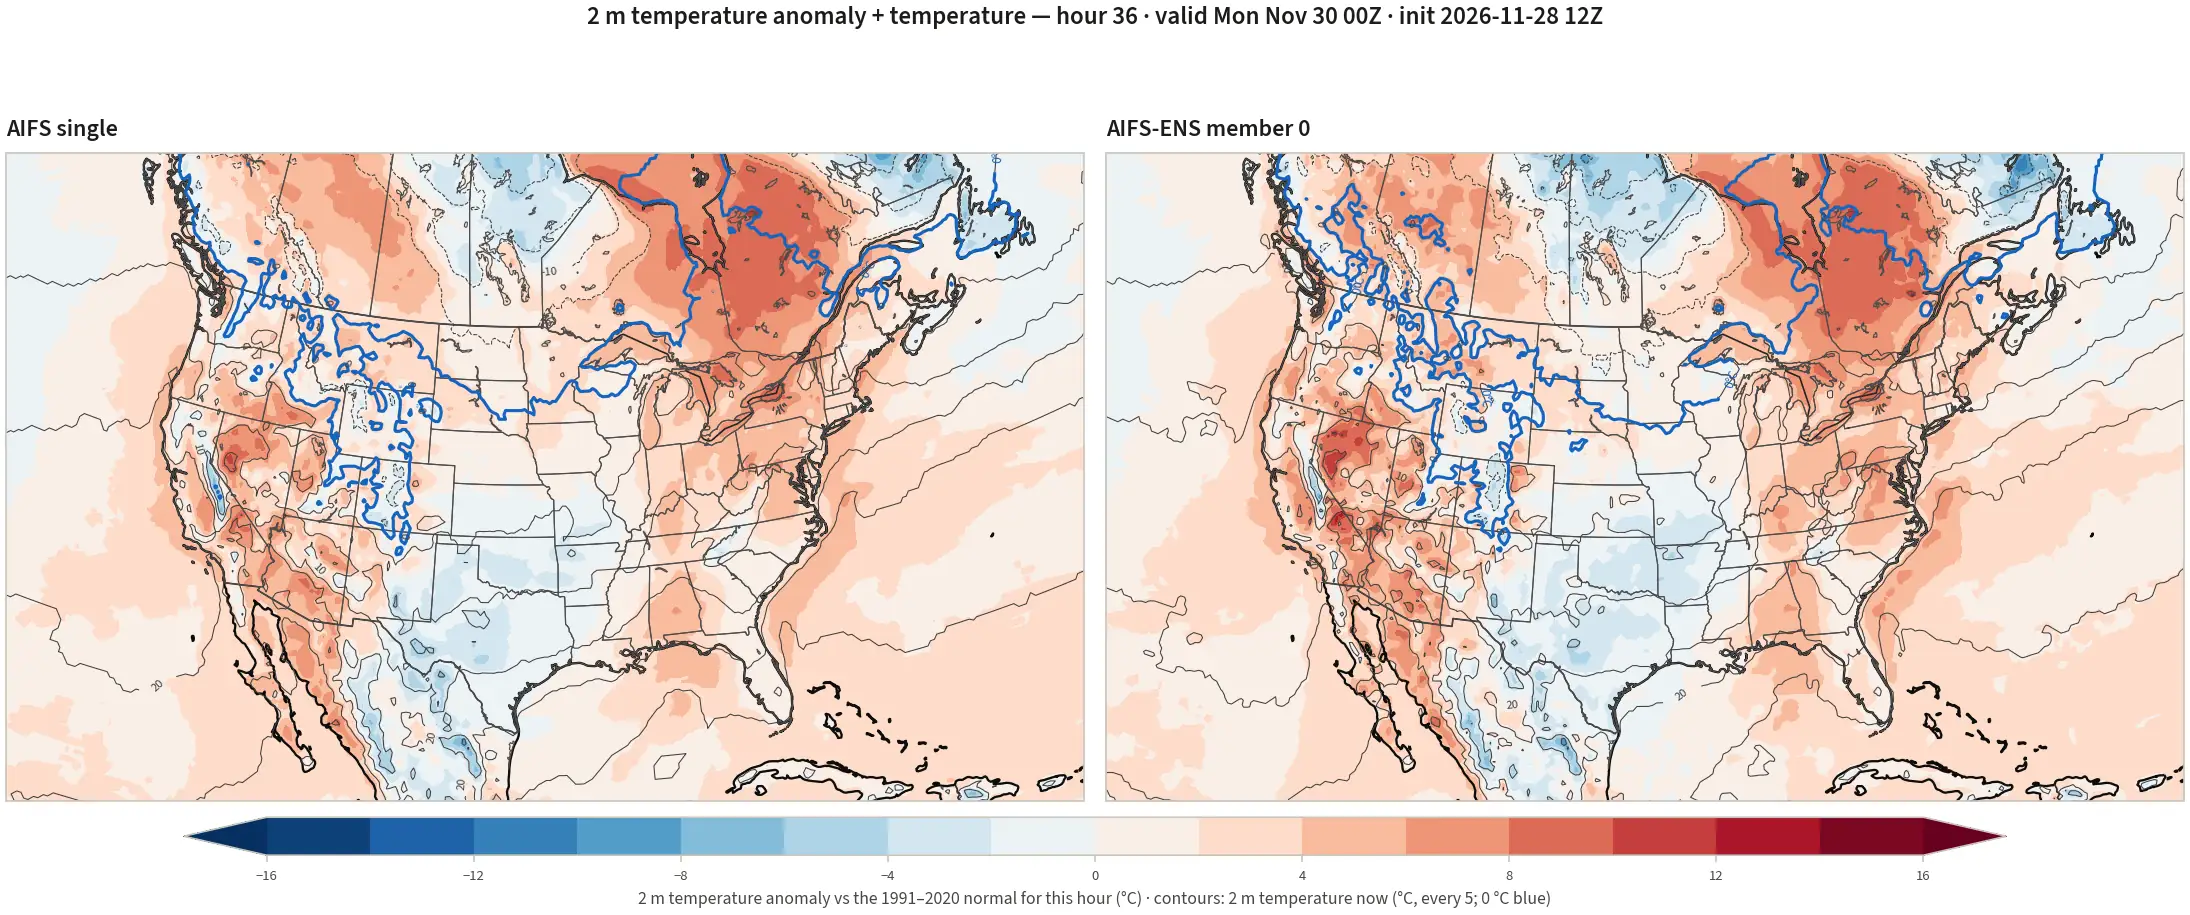 2 m temperature anomaly + temperature — hour 36 · valid Mon Nov 30 00Z · init 2026-11-28 12Z
AIFS single
AIFS-ENS member 0
−16 −12 −8 −4 0 4 8 12 16
2 m temperature anomaly vs the 1991–2020 normal for this hour (°C) · contours: 2 m temperature now (°C, every 5; 0 °C blue)